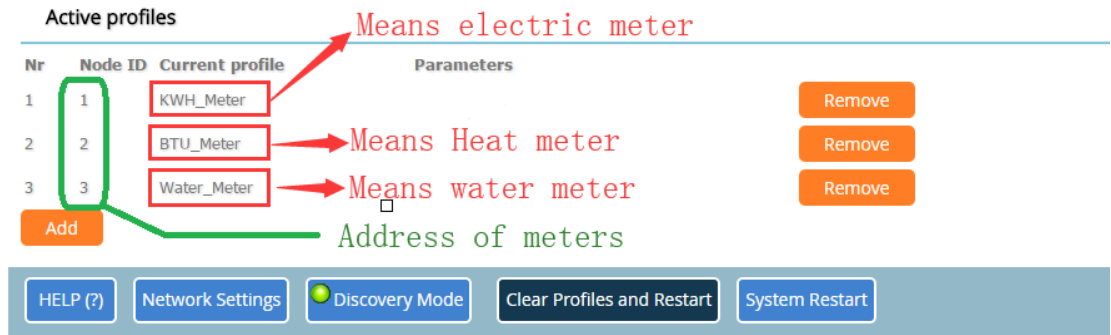 Active profiles
Means electric meter
Nr Node ID Current profile Parameters
1 1 KWH_Meter Remove
2 2 BTU_Meter Means Heat meter Remove
3 3 Water_Meter Means water meter Remove
Add Address of meters
HELP (?) Network Settings Discovery Mode Clear Profiles and Restart System Restart